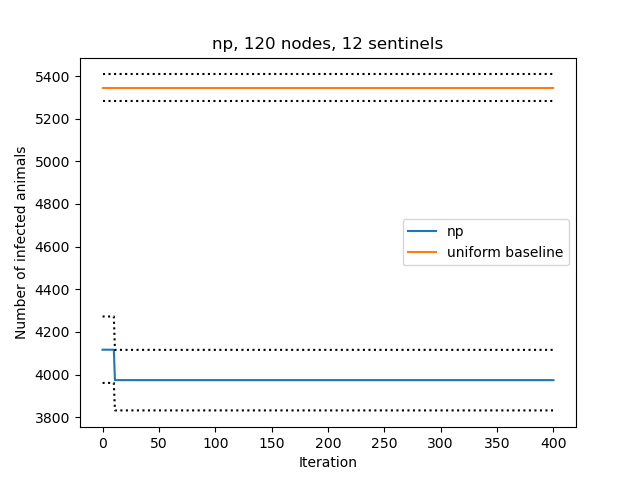 np, 120 nodes, 12 sentinels
Number of infected animals
5400
5200
5000
4800
4600
4400
4200
4000
3800
np
uniform baseline
0 50 100 150 200 250 300 350 400
Iteration